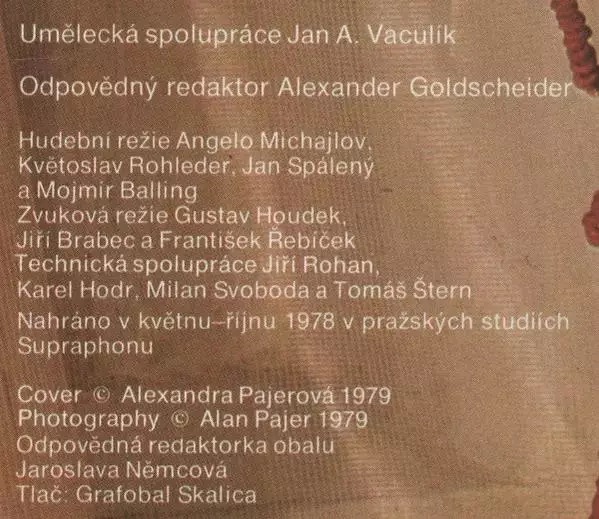 Umělecká spolupráce Jan A. Vaculík
Odpovědný redaktor Alexander Goldscheider
Hudební režie Angelo Michajlov,
Květoslav Rohleder, Jan Spálený
a Mojmír Balling
Zvuková režie Gustav Houdek,
Jiří Brabec a František Řebíček
Technická spolupráce Jiří Rohan,
Karel Hodr, Milan Svoboda a Tomáš Štern
Nahráno v květnu–říjnu 1978 v pražských studiích
Supraphonu
Cover © Alexandra Pajerová 1979
Photography © Alan Pajer 1979
Odpovědná redaktorka obalu
Jaroslava Němcová
Tlač: Grafobal Skalica